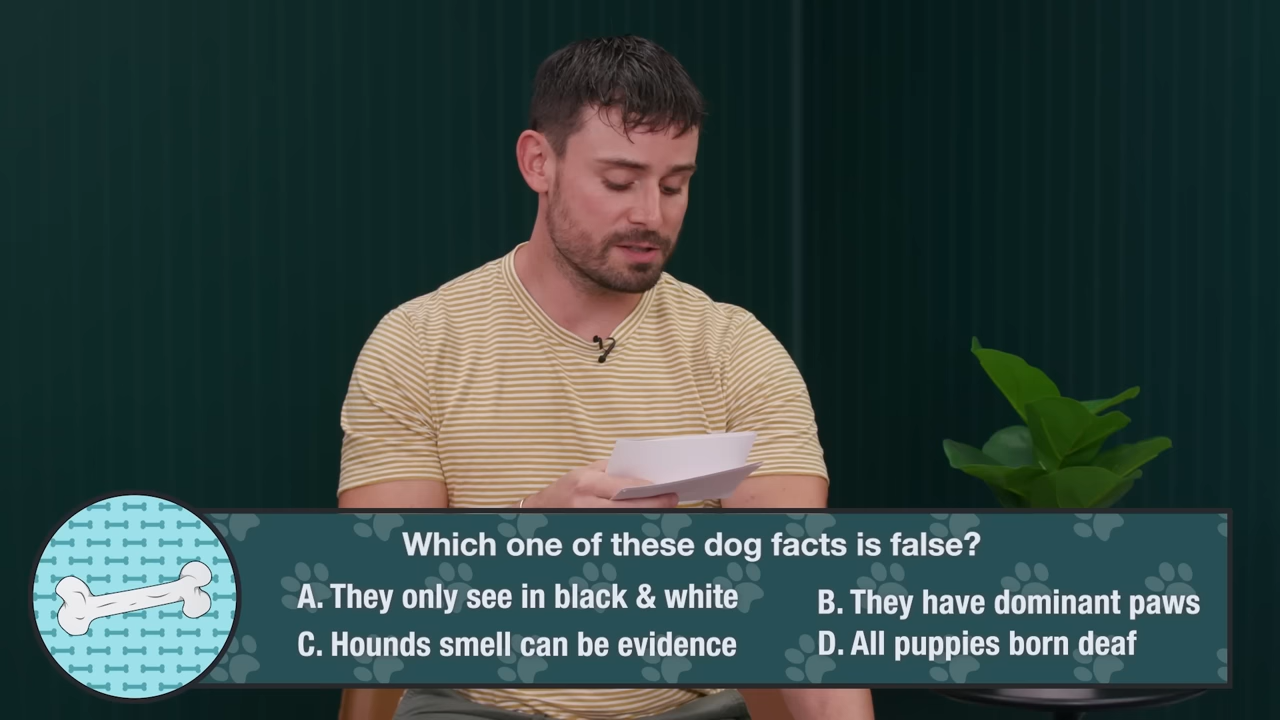 Which one of these dog facts is false?
A. They only see in black & white
B. They have dominant paws
C. Hounds smell can be evidence
D. All puppies born deaf